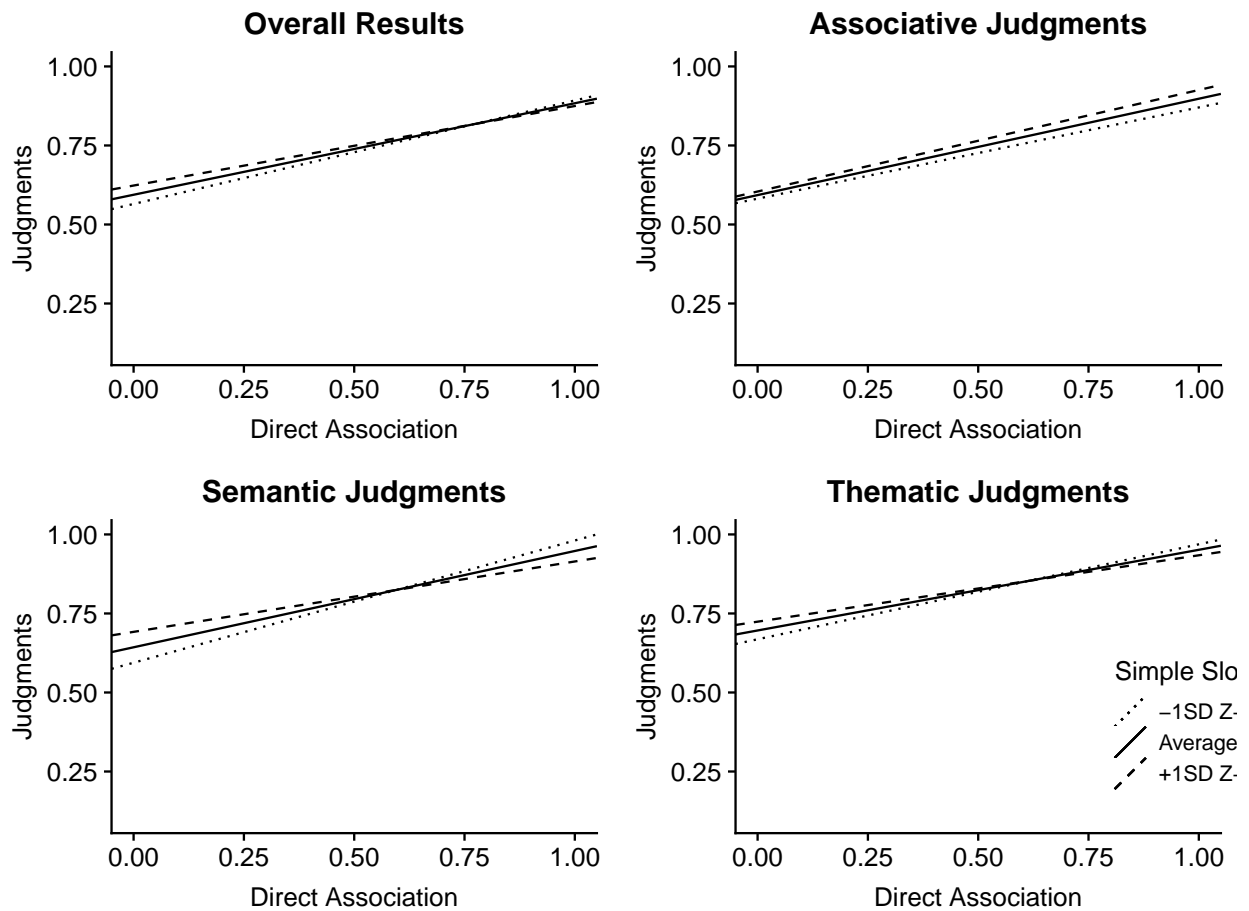 Overall Results
1.00
0.75
0.50
0.25
Judgments
0.00 0.25 0.50 0.75 1.00
Direct Association
Associative Judgments
1.00
0.75
0.50
0.25
Judgments
0.00 0.25 0.50 0.75 1.00
Direct Association
Semantic Judgments
1.00
0.75
0.50
0.25
Judgments
0.00 0.25 0.50 0.75 1.00
Direct Association
Thematic Judgments
1.00
0.75
0.50
0.25
Judgments
0.00 0.25 0.50 0.75 1.00
Direct Association
Simple Slo
−1SD Z-
Average
+1SD Z-